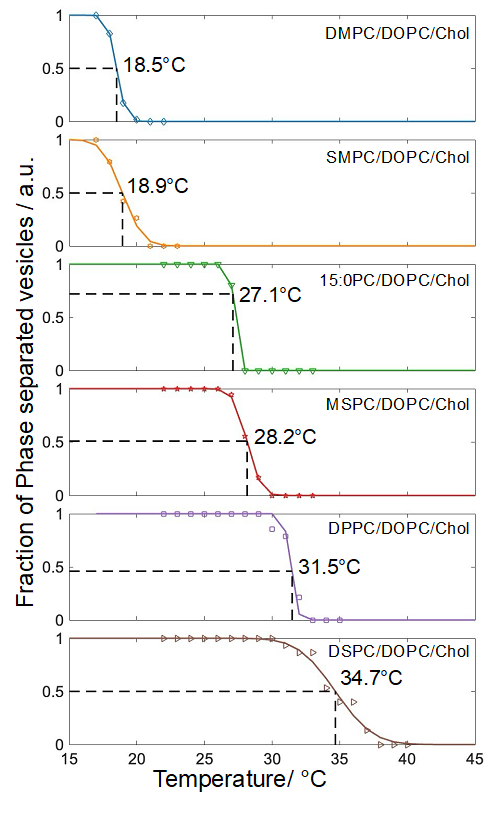 Fraction of Phase separated vesicles / a.u.
1
DMPC/DOPC/Chol
18.5°C
0.5
0
1
SMPC/DOPC/Chol
18.9°C
0.5
0
1
15:0PC/DOPC/Chol
27.1°C
0.5
0
1
MSPC/DOPC/Chol
28.2°C
0.5
0
1
DPPC/DOPC/Chol
31.5°C
0.5
0
1
DSPC/DOPC/Chol
34.7°C
0.5
0
15 20 25 30 35 40 45
Temperature/ °C